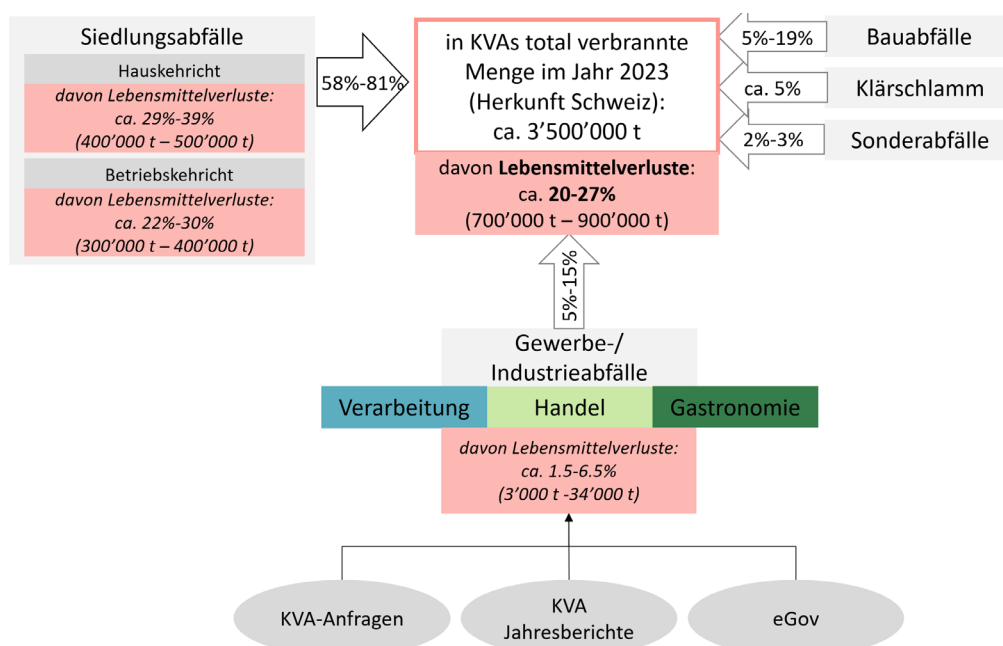 Siedlungsabfälle
Hauskehricht
davon Lebensmittelverluste:
ca. 29%-39%
(400’000 t – 500’000 t)
Betriebskehricht
davon Lebensmittelverluste:
ca. 22%-30%
(300’000 t – 400’000 t)
58%-81%
in KVAs total verbrannte
Menge im Jahr 2023
(Herkunft Schweiz):
ca. 3’500’000 t
davon Lebensmittelverluste:
ca. 20-27%
(700’000 t – 900’000 t)
5%-19%
Bauabfälle
ca. 5%
Klärschlamm
2%-3%
Sonderabfälle
5%-15%
Gewerbe-/
Industrieabfälle
Verarbeitung
Handel
Gastronomie
davon Lebensmittelverluste:
ca. 1.5-6.5%
(3’000 t -34’000 t)
KVA-Anfragen
KVA
Jahresberichte
eGov